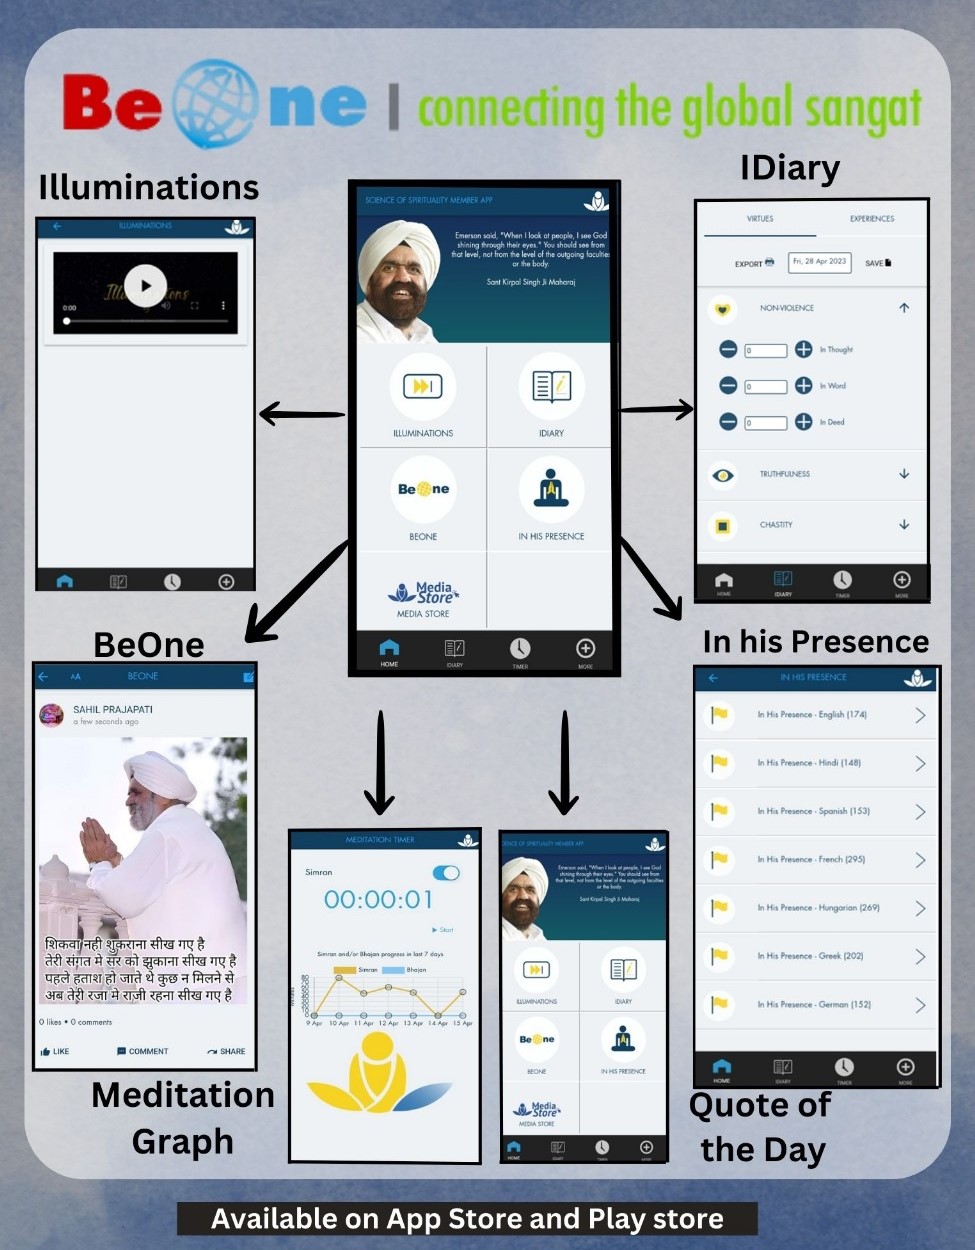 BeOne | connecting the global sangat
Illuminations
ILLUMINATIONS
0:00
SCIENCE OF SPIRITUALITY MEMBER APP
Emerson said, "When I look at people, I see God
shining through their eyes." You should see from
that level, not from the level of the outgoing faculties
or the body.
Sant Kirpal Singh Ji Maharaj
ILLUMINATIONS
IDIARY
BeOne
BEONE
IN HIS PRESENCE
Media
Store
MEDIA STORE
HOME
IDIARY
TIMER
MORE
IDiary
VIRTUES
EXPERIENCES
EXPORT
Fri, 28 Apr 2023
SAVE
NON-VIOLENCE
0
In Thought
0
In Word
0
In Deed
TRUTHFULNESS
CHASTITY
HOME
IDIARY
TIMER
MORE
BeOne
AA
BEONE
SAHIL PRAJAPATI
a few seconds ago
शिकवा नही शुकराना सीख गए है
तेरी संगत मे सर को झुकाना सीख गए है
पहले हताश हो जाते थे कुछ न मिलने से
अब तेरी रजा मे राज़ी रहना सीख गए है
0 likes • 0 comments
LIKE
COMMENT
SHARE
In his Presence
IN HIS PRESENCE
In His Presence - English (174)
In His Presence - Hindi (148)
In His Presence - Spanish (153)
In His Presence - French (295)
In His Presence - Hungarian (269)
In His Presence - Greek (202)
In His Presence - German (152)
HOME
IDIARY
TIMER
MORE
Meditation
Graph
MEDITATION TIMER
Simran
00:00:01
Start
Simran and/or Bhajan progress in last 7 days
Simran
Bhajan
9 Apr 10 Apr 11 Apr 12 Apr 13 Apr 14 Apr 15 Apr
Quote of
the Day
SCIENCE OF SPIRITUALITY MEMBER APP
Emerson said, "When I look at people, I see God
shining through their eyes." You should see from
that level, not from the level of the outgoing faculties
or the body.
Sant Kirpal Singh Ji Maharaj
ILLUMINATIONS
IDIARY
BeOne
BEONE
IN HIS PRESENCE
Media
Store
MEDIA STORE
HOME
IDIARY
TIMER
MORE
Available on App Store and Play store